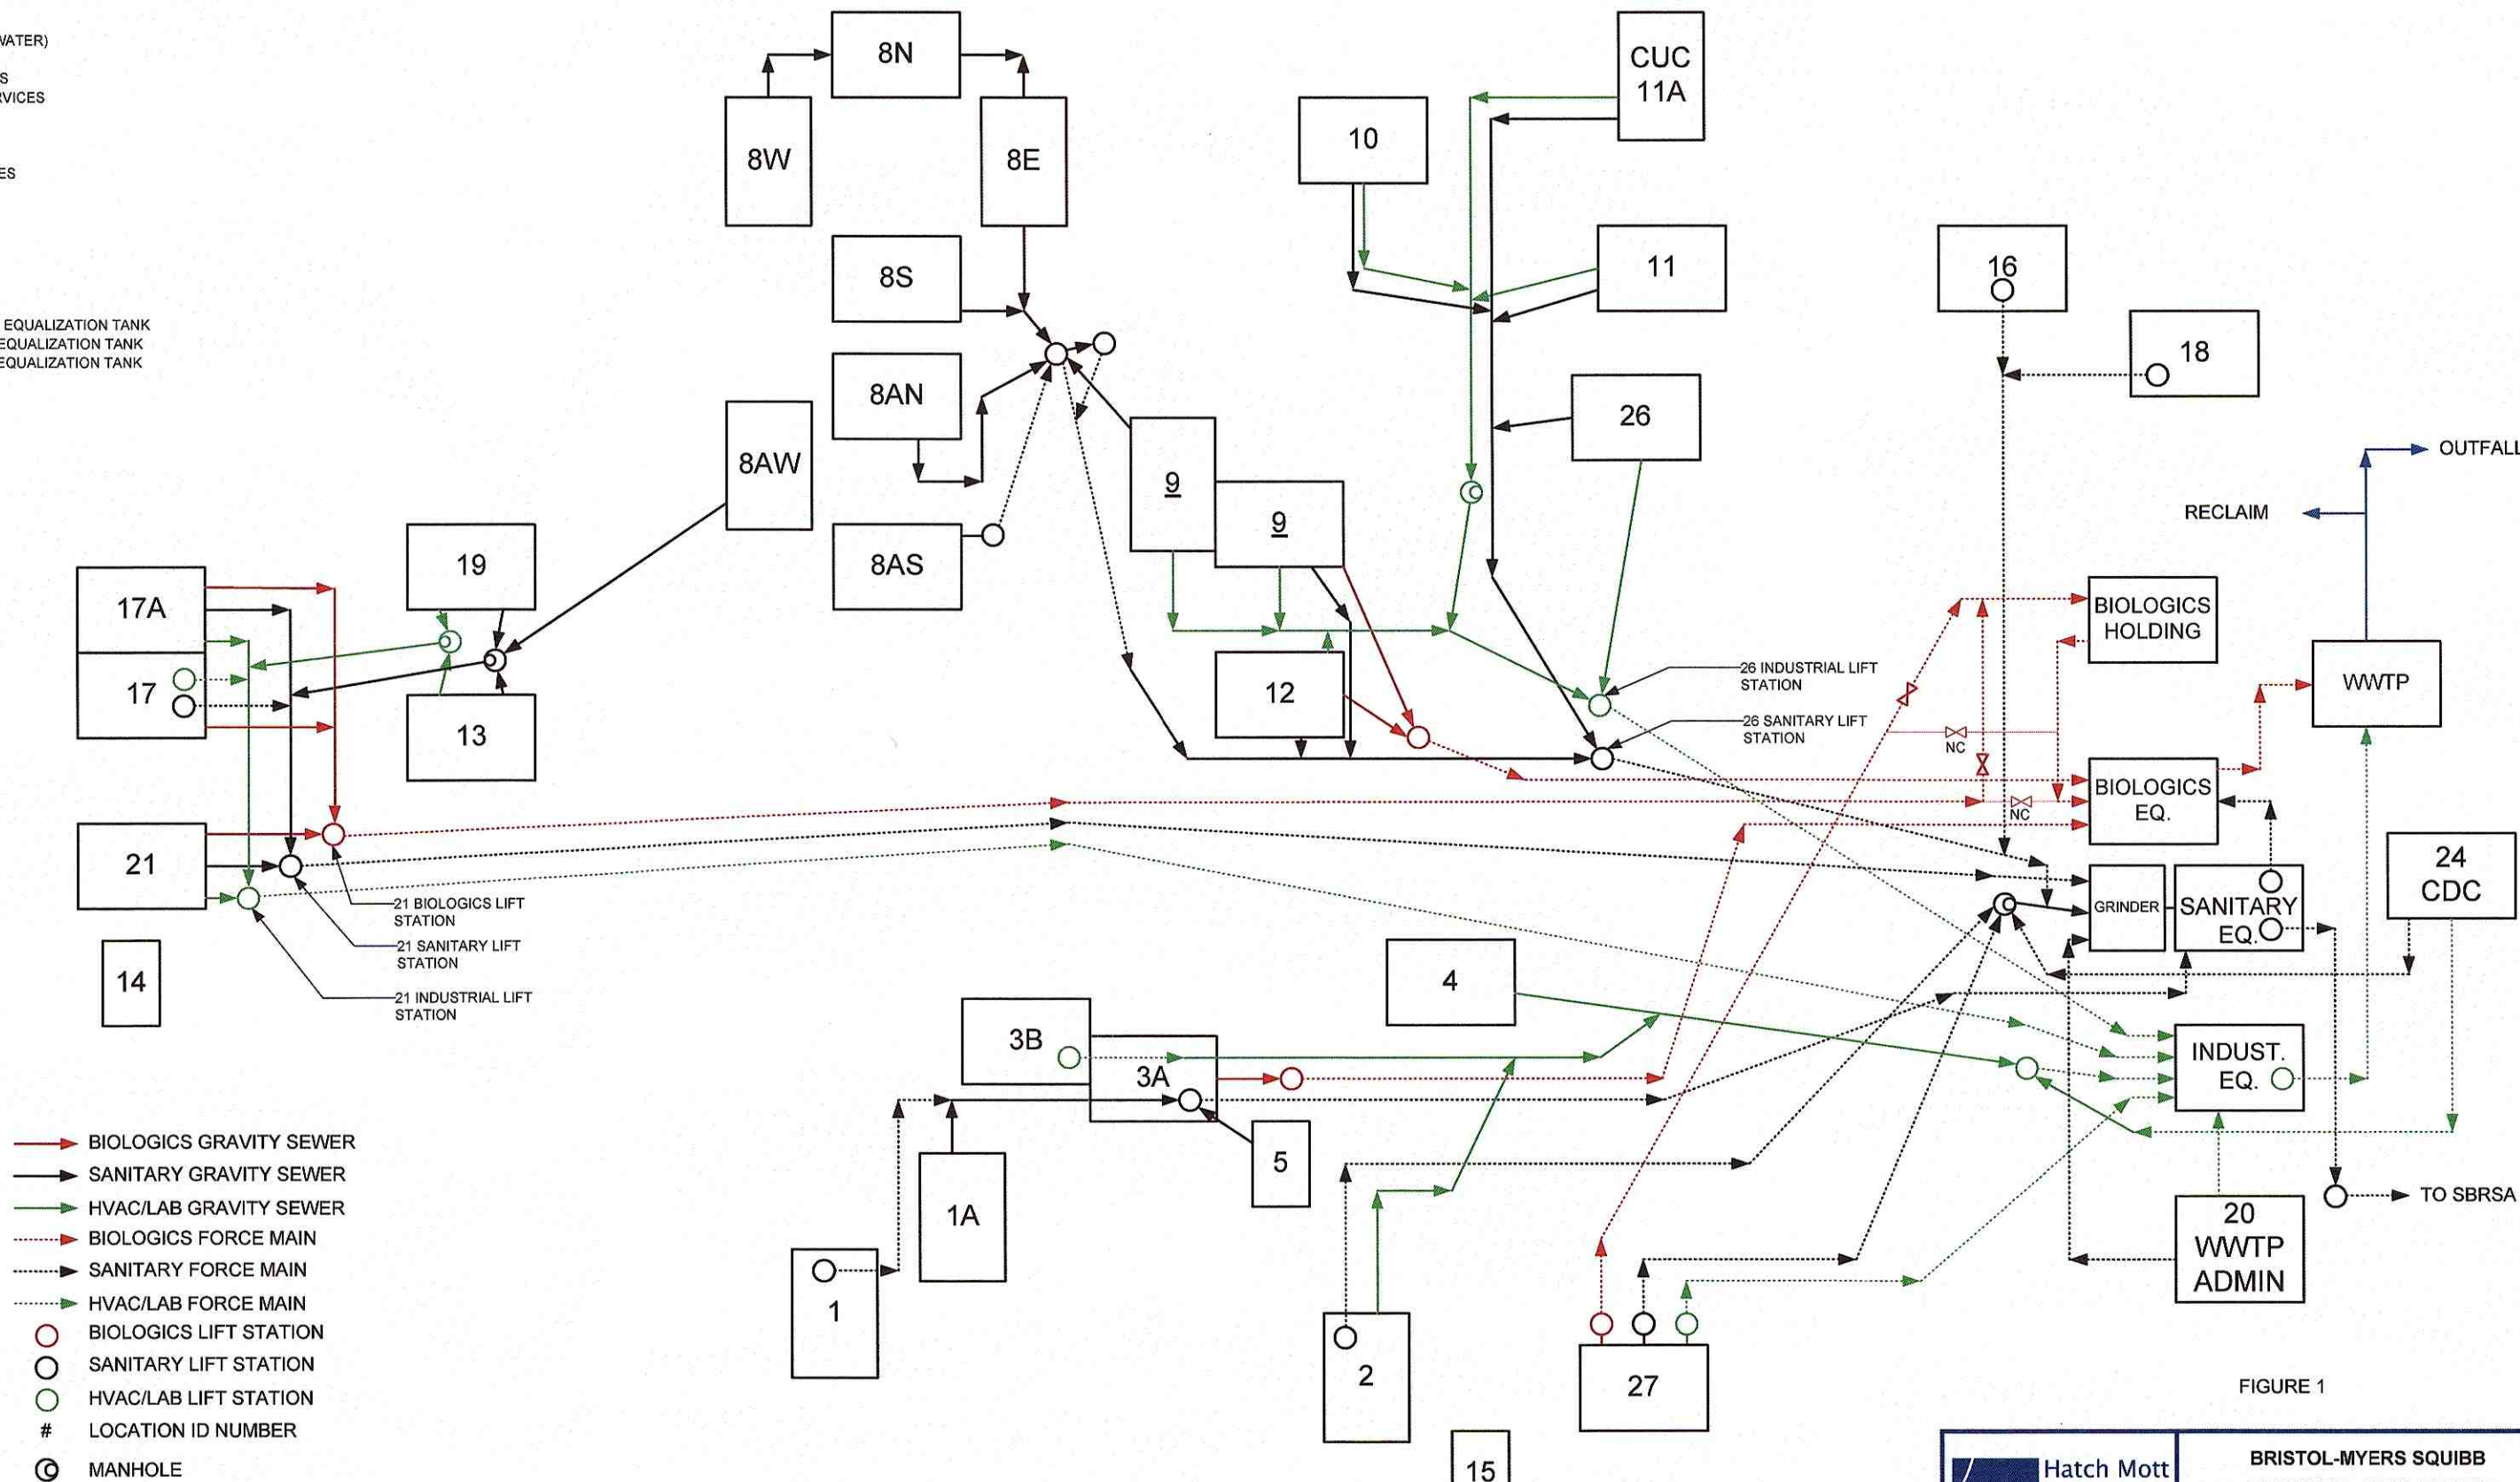 WATER)
S
RVICES
ES
EQUALIZATION TANK
EQUALIZATION TANK
EQUALIZATION TANK
8N
CUC
11A
8W
8E
10
8S
11
16
18
8AN
26
8AW
9
9
OUTFALL
RECLAIM
8AS
19
17A
BIOLOGICS
HOLDING
17
13
12
26 INDUSTRIAL LIFT
STATION
26 SANITARY LIFT
STATION
WWTP
NC
BIOLOGICS
EQ.
NC
21
21 BIOLOGICS LIFT
STATION
21 SANITARY LIFT
STATION
21 INDUSTRIAL LIFT
STATION
GRINDER
SANITARY
EQ.
24
CDC
14
4
3B
3A
INDUST.
EQ.
5
1A
1
2
27
15
20
WWTP
ADMIN
TO SBRSA
BIOLOGICS GRAVITY SEWER
SANITARY GRAVITY SEWER
HVAC/LAB GRAVITY SEWER
BIOLOGICS FORCE MAIN
SANITARY FORCE MAIN
HVAC/LAB FORCE MAIN
BIOLOGICS LIFT STATION
SANITARY LIFT STATION
HVAC/LAB LIFT STATION
# LOCATION ID NUMBER
MANHOLE
FIGURE 1
Hatch Mott
BRISTOL-MYERS SQUIBB